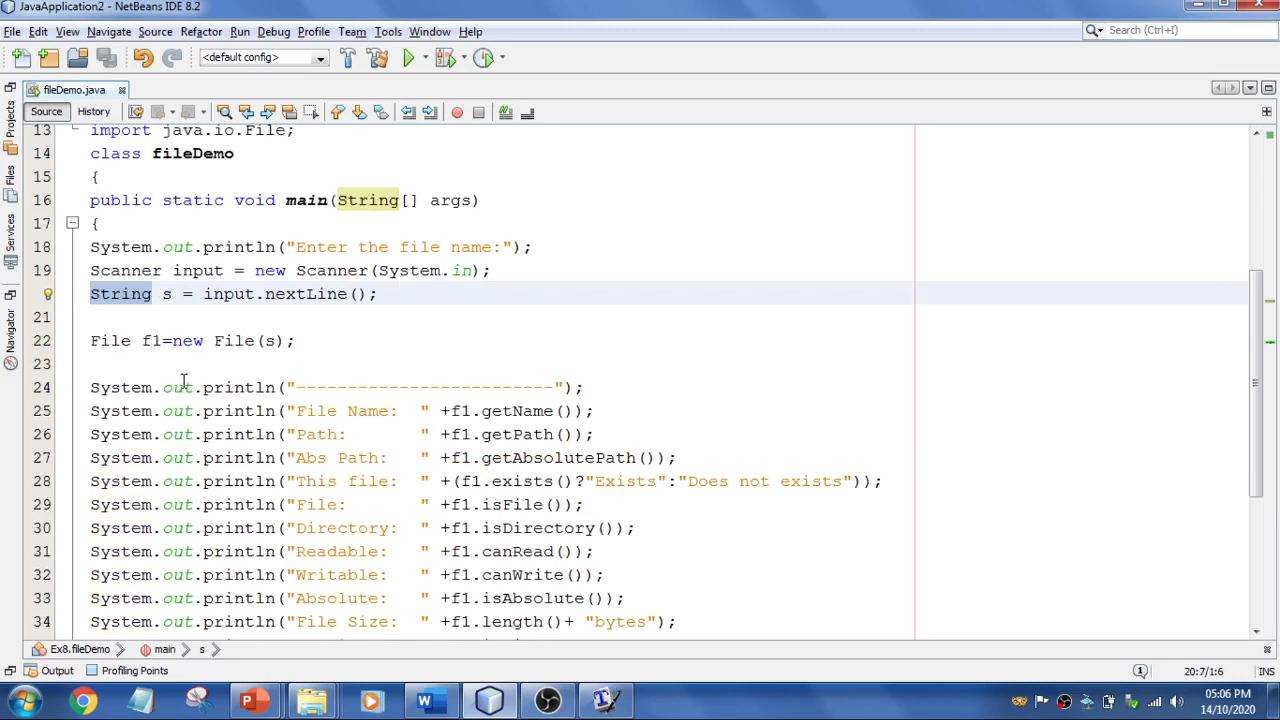 JavaApplication2 - NetBeans IDE 8.2
File Edit View Navigate Source Refactor Run Debug Profile Team Tools Window Help
Search (Ctrl+I)
<default config>
fileDemo.java
Source History
Projects
Files
Services
Navigator
13 import java.io.File;
14 class fileDemo
15 {
16 public static void main(String[] args)
17 {
18 System.out.println("Enter the file name:");
19 Scanner input = new Scanner(System.in);
String s = input.nextLine();
21
22 File f1=new File(s);
23
24 System.out.println("-------------------------");
25 System.out.println("File Name:  " +f1.getName());
26 System.out.println("Path:       " +f1.getPath());
27 System.out.println("Abs Path:   " +f1.getAbsolutePath());
28 System.out.println("This file:  " +(f1.exists()?"Exists":"Does not exists"));
29 System.out.println("File:       " +f1.isFile());
30 System.out.println("Directory:  " +f1.isDirectory());
31 System.out.println("Readable:   " +f1.canRead());
32 System.out.println("Writable:   " +f1.canWrite());
33 System.out.println("Absolute:   " +f1.isAbsolute());
34 System.out.println("File Size:  " +f1.length()+ "bytes");
Ex8.fileDemo main s
Output Profiling Points
1 20:7/1:6 INS
05:06 PM
14/10/2020